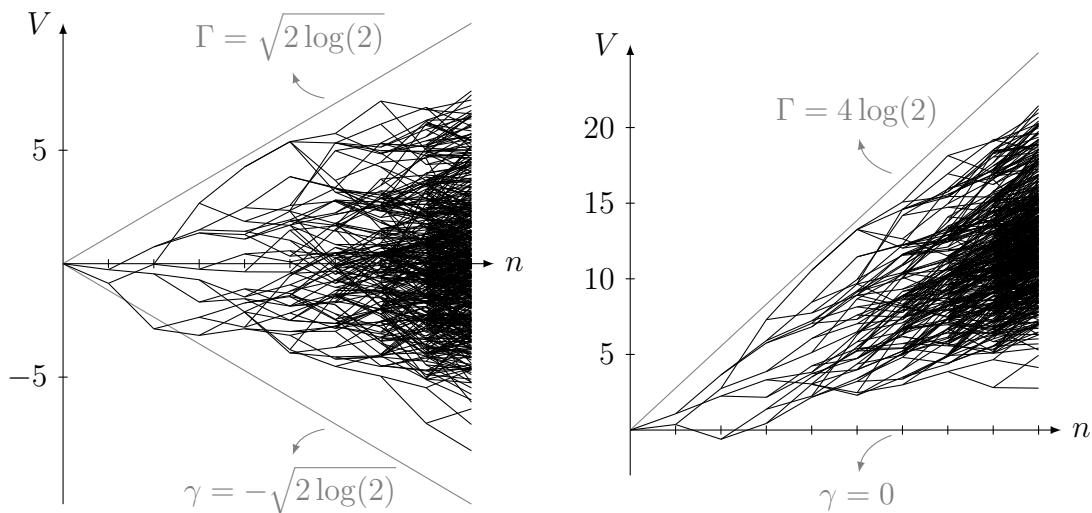 V
Γ = √2 log(2)
5
n
−5
γ = −√2 log(2)
V
Γ = 4 log(2)
20
15
10
5
n
γ = 0